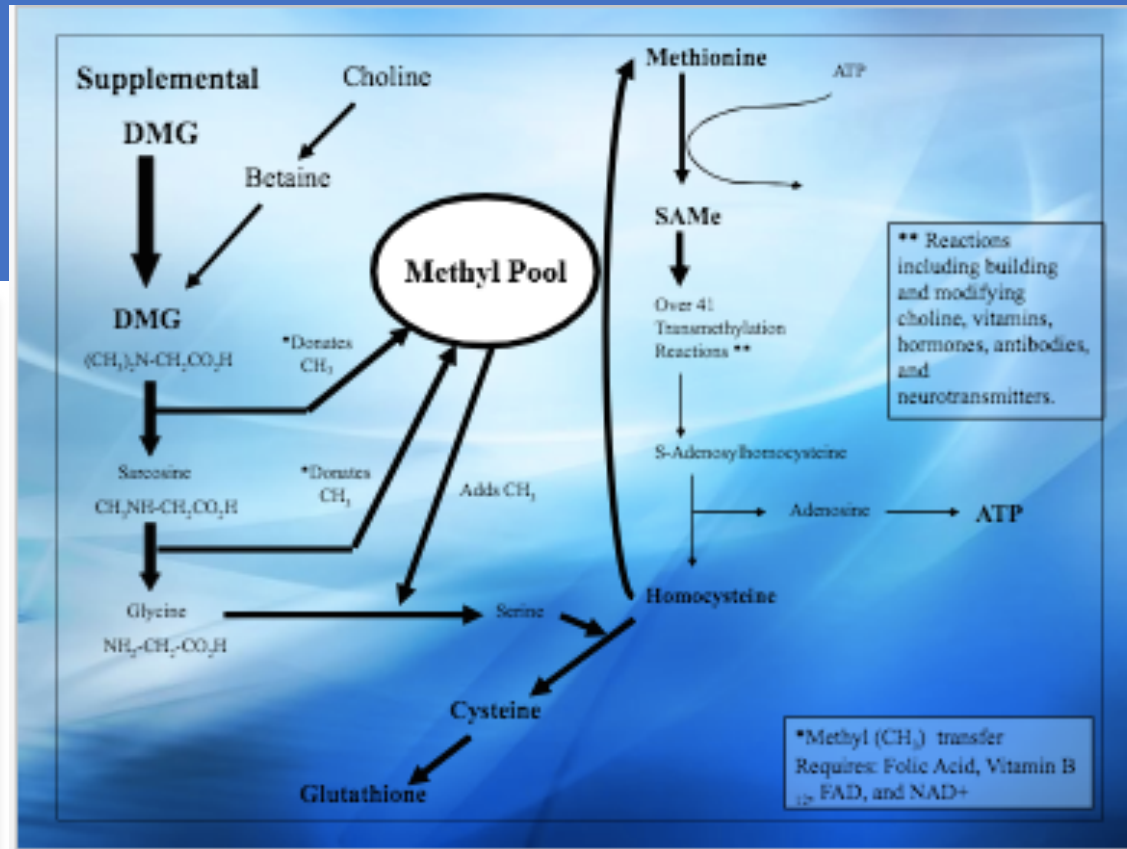 Supplemental
DMG
Choline
Betaine
DMG
(CH₃)₂N-CH₂CO₂H
Sarcosine
CH₃NH-CH₂CO₂H
Glycine
NH₂-CH₂-CO₂H
*Donates
CH₃
*Donates
CH₃
Methyl Pool
Adds CH₃
Serine
Cysteine
Glutathione
Methionine
ATP
SAMe
Over 41
Transmethylation
Reactions **
S-Adenosylhomocysteine
Adenosine
ATP
Homocysteine
** Reactions
including building
and modifying
choline, vitamins,
hormones, antibodies,
and
neurotransmitters.
*Methyl (CH₃) transfer
Requires: Folic Acid, Vitamin B
₁₂, FAD, and NAD+